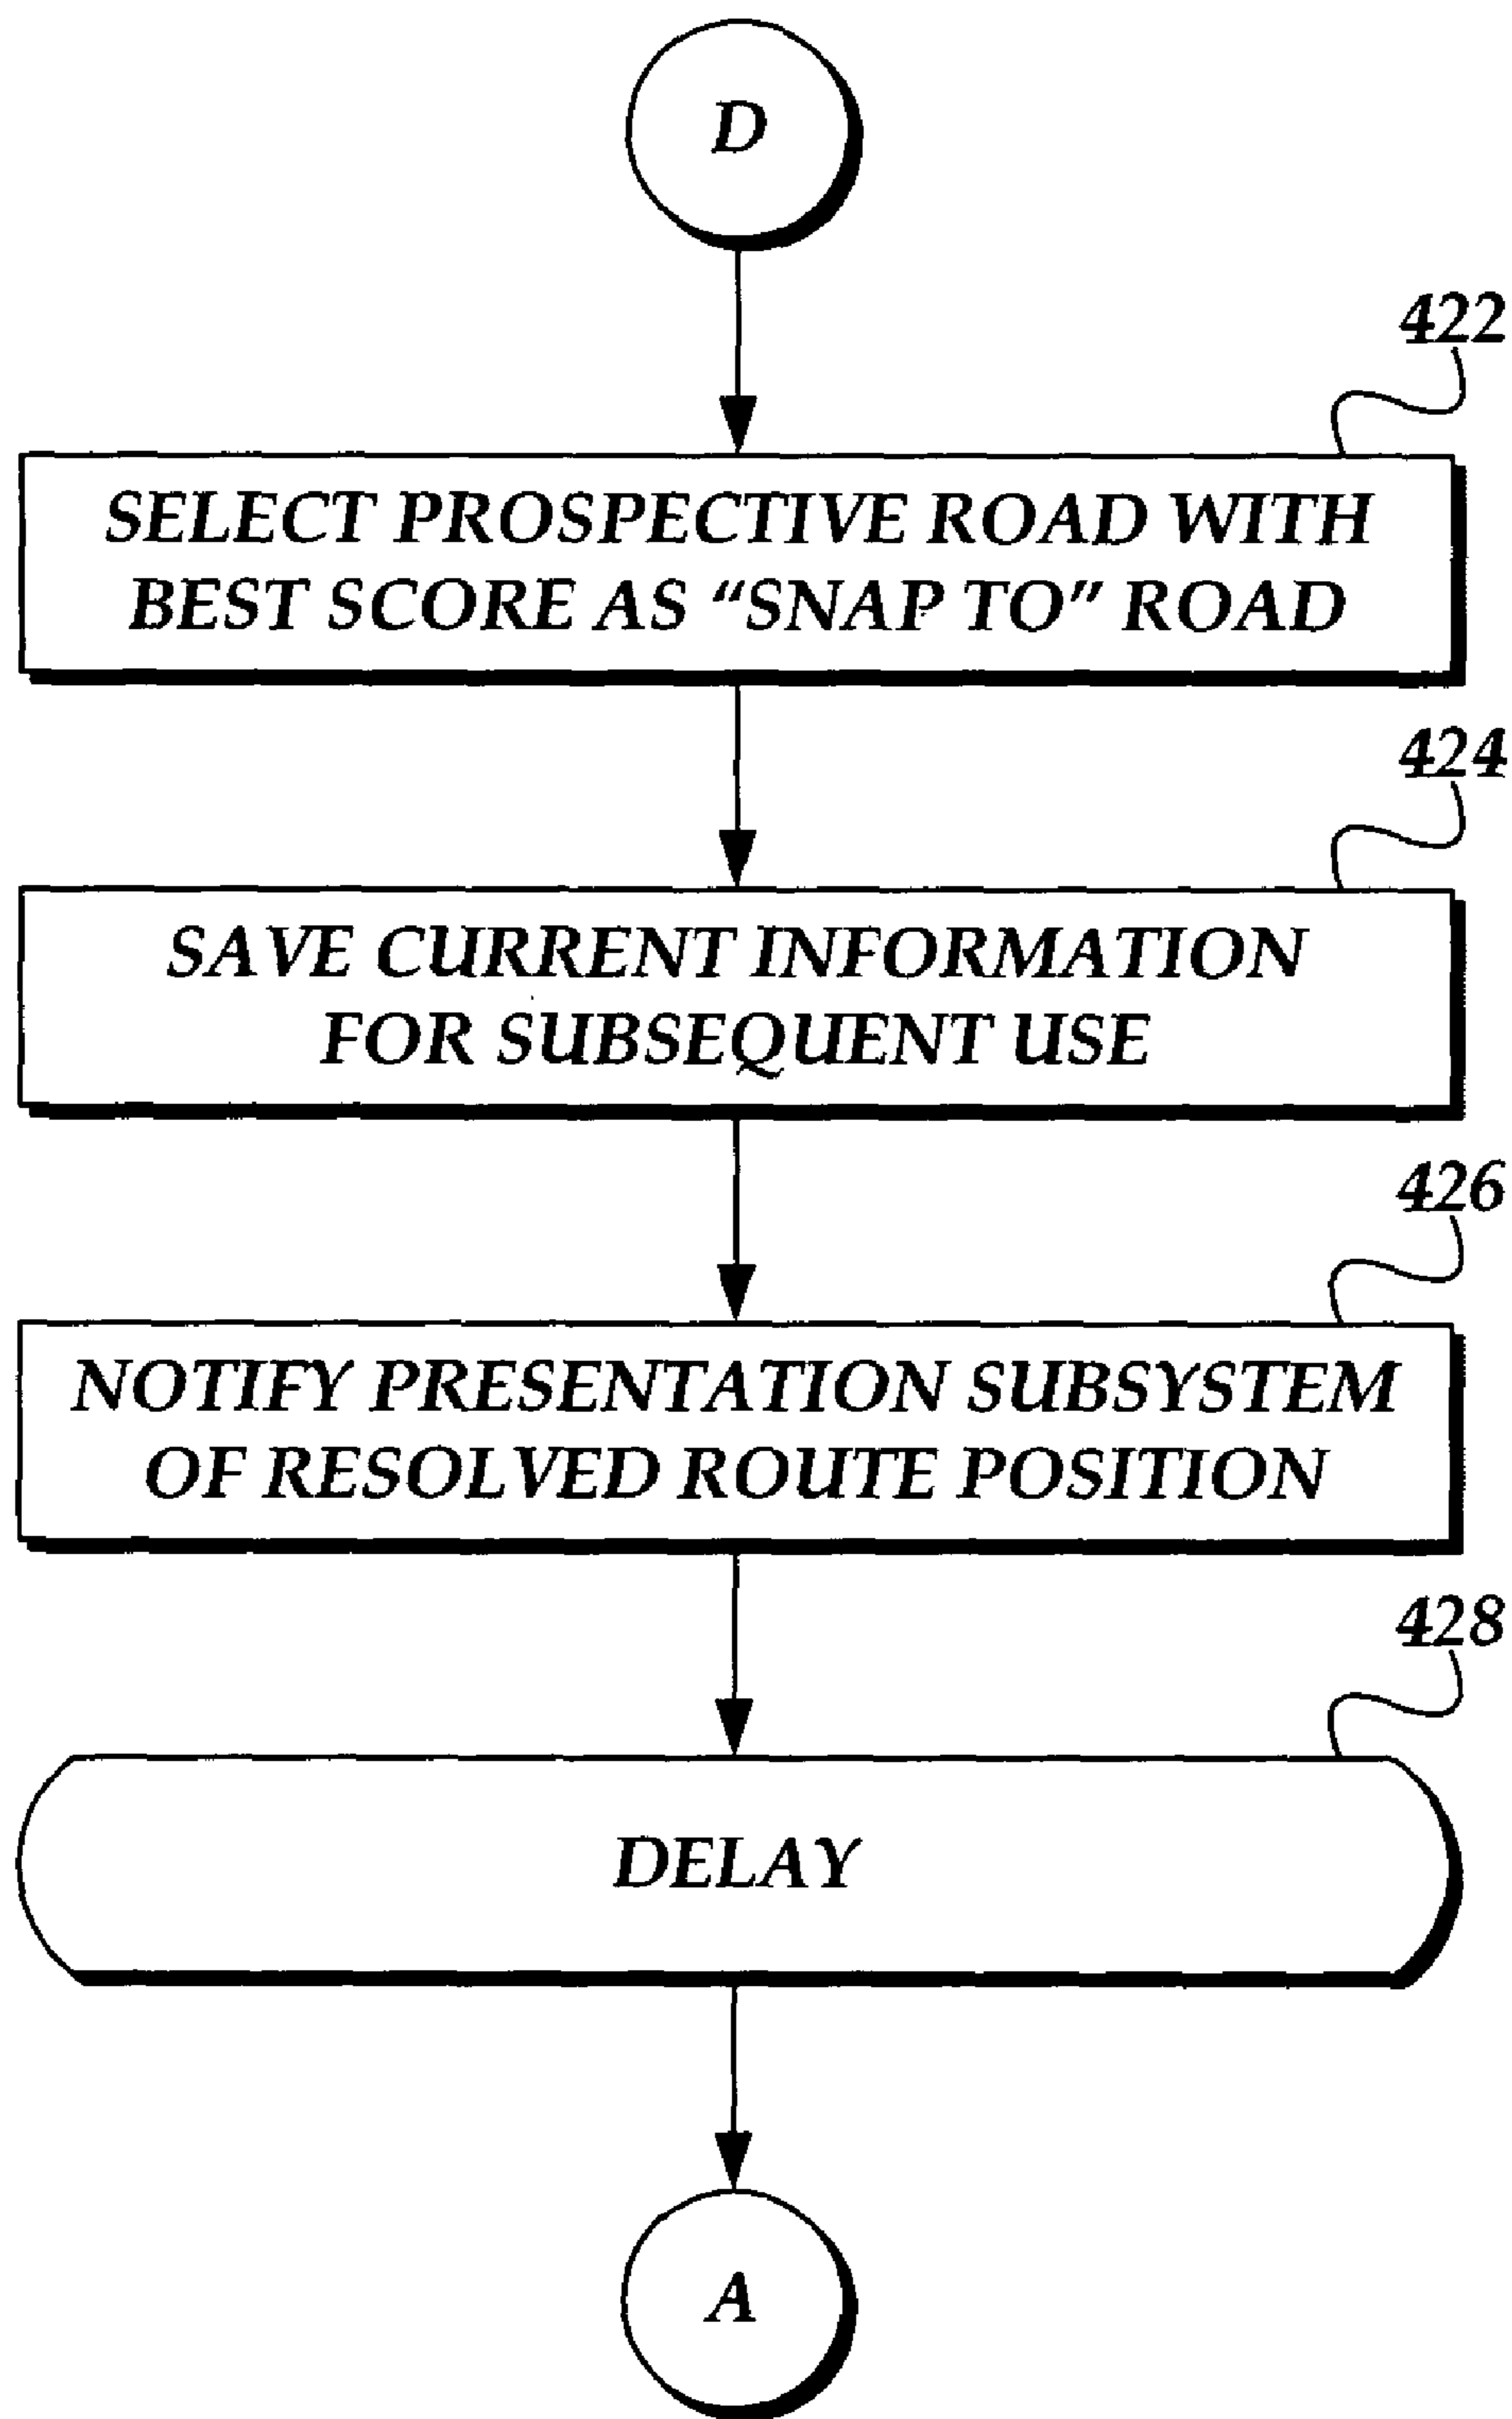 D
422
SELECT PROSPECTIVE ROAD WITH
BEST SCORE AS “SNAP TO” ROAD
424
SAVE CURRENT INFORMATION
FOR SUBSEQUENT USE
426
NOTIFY PRESENTATION SUBSYSTEM
OF RESOLVED ROUTE POSITION
428
DELAY
A